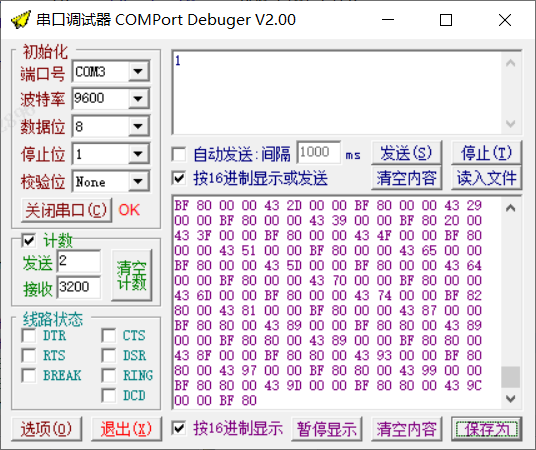 串口调试器 COMPort Debuger V2.00
初始化
端口号 COM3
波特率 9600
数据位 8
停止位 1
校验位 None
关闭串口(C) OK
计数
发送 2
接收 3200
清空计数
线路状态
DTR CTS
RTS DSR
BREAK RING
DCD
选项(O) 退出(X)
1
自动发送:间隔 1000 ms 发送(S) 停止(T)
按16进制显示或发送 清空内容 读入文件
BF 80 00 00 43 2D 00 00 BF 80 00 00 43 29
00 00 BF 80 00 00 43 39 00 00 BF 80 20 00
43 3F 00 00 BF 80 00 00 43 4F 00 00 BF 80
00 00 43 51 00 00 BF 80 00 00 43 65 00 00
BF 80 00 00 43 5D 00 00 BF 80 00 00 43 64
00 00 BF 80 00 00 43 70 00 00 BF 80 00 00
43 6D 00 00 BF 80 80 00 43 74 00 00 BF 82
80 00 43 81 00 00 BF 80 00 00 43 87 00 00
BF 80 80 00 43 89 00 00 BF 80 80 00 43 89
00 00 BF 80 80 00 43 89 00 00 BF 80 80 00
43 8F 00 00 BF 80 80 00 43 93 00 00 BF 80
80 00 43 97 00 00 BF 80 80 00 43 99 00 00
BF 80 80 00 43 9D 00 00 BF 80 80 00 43 9C
00 00 BF 80
按16进制显示 暂停显示 清空内容 保存为